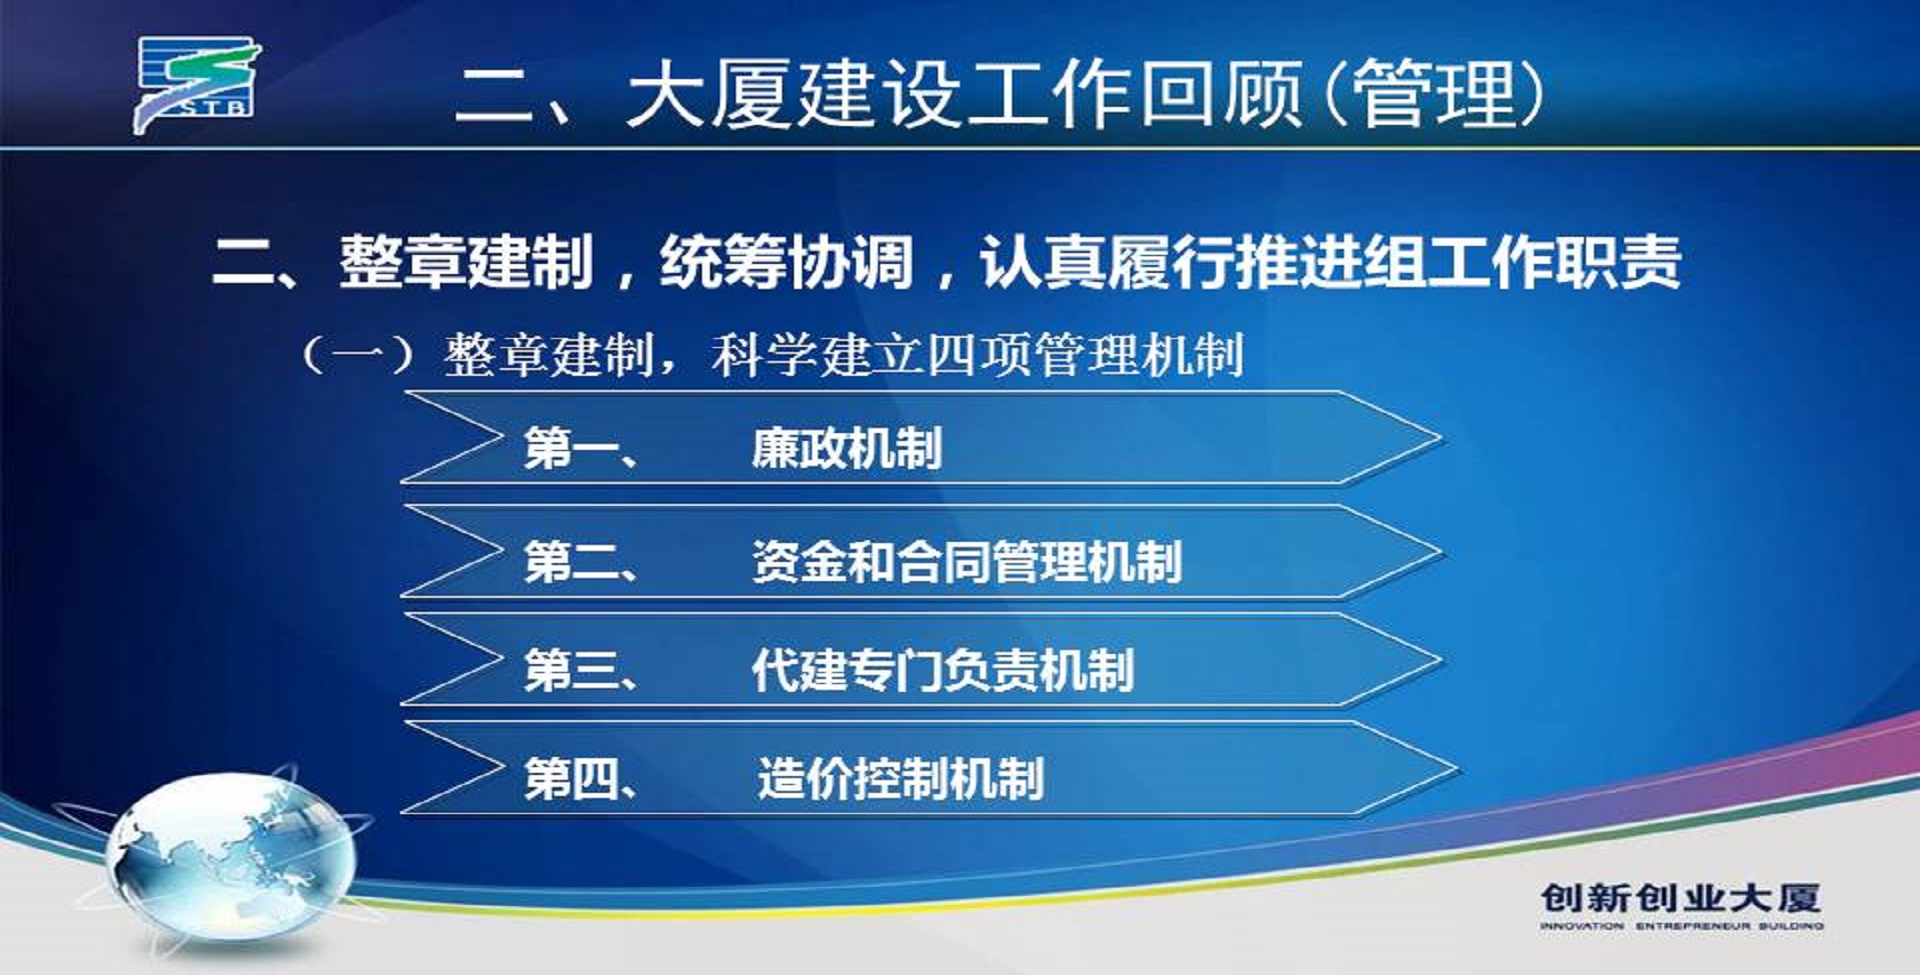 STB
二、大厦建设工作回顾(管理)
二、整章建制，统筹协调，认真履行推进组工作职责
（一）整章建制，科学建立四项管理机制
第一、 廉政机制
第二、 资金和合同管理机制
第三、 代建专门负责机制
第四、 造价控制机制
创新创业大厦
INNOVATION ENTREPRENEUR BUILDING